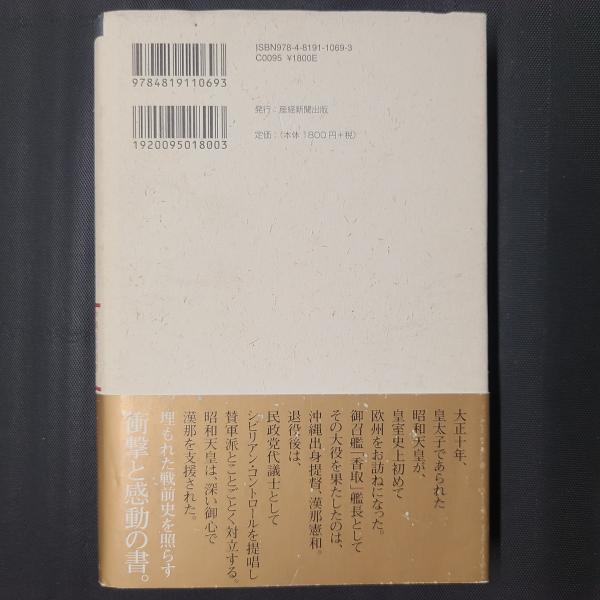 ISBN978-4-8191-1069-3
C0095 ¥1800E
9784819110693
発行：産経新聞出版
定価：（本体1800円＋税）
1920095018003
大正十年、
皇太子であられた
昭和天皇が、
皇室史上初めて
欧州をお訪ねになった。
御召艦「香取」艦長として
その大役を果たしたのは、
沖縄出身提督、漢那憲和。
退役後は、
民政党代議士として
シビリアン・コントロールを提唱し
賛軍派とことごとく対立する。
昭和天皇は、深い御心で
漢那を支援された。
埋もれた戦前史を照らす
衝撃と感動の書。